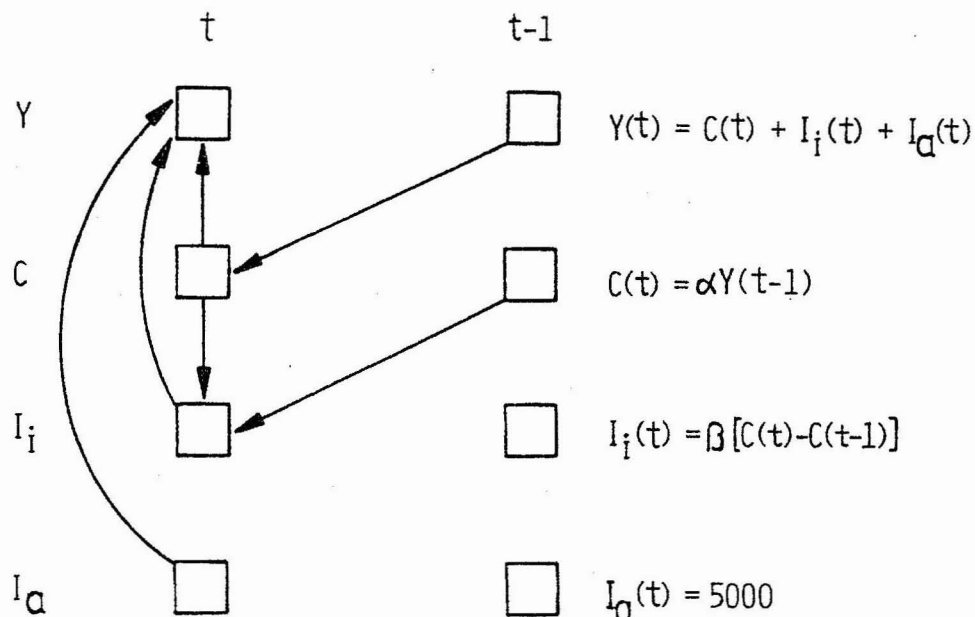 t t-1
Y Y(t) = C(t) + I_i(t) + I_a(t)
C C(t) = αY(t-1)
I_i I_i(t) = β[C(t)-C(t-1)]
I_a I_a(t) = 5000